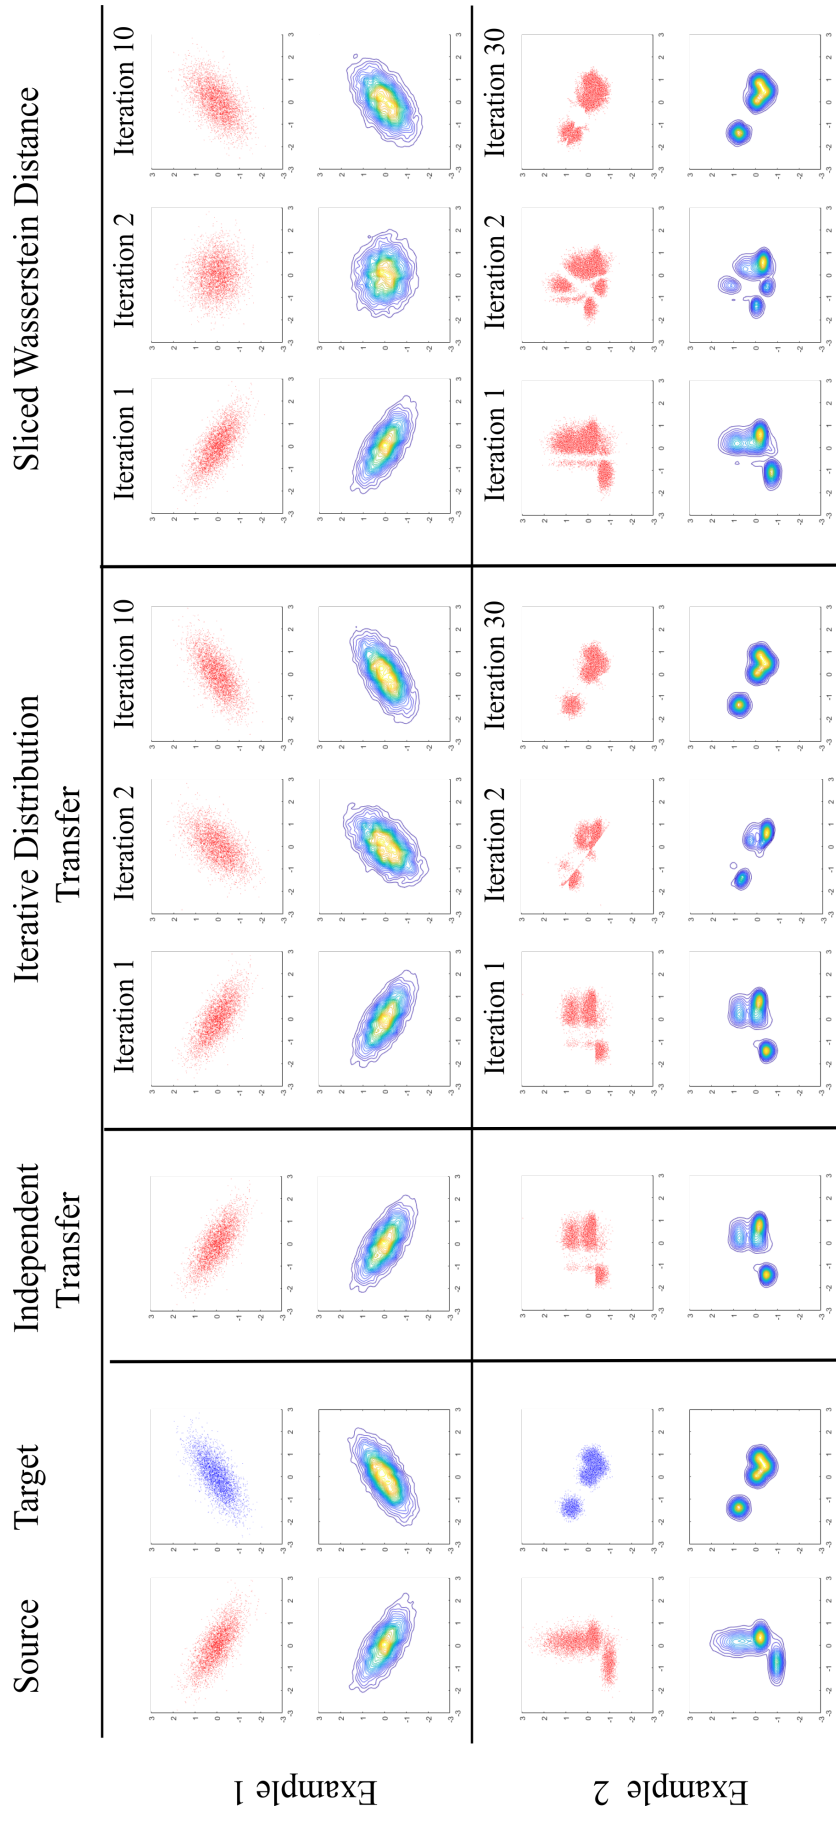 Source
Target
Independent
Transfer
Iterative Distribution
Transfer
Sliced Wasserstein Distance
Example 1
Iteration 1
Iteration 2
Iteration 10
Iteration 1
Iteration 2
Iteration 10
Example 2
Iteration 1
Iteration 2
Iteration 30
Iteration 1
Iteration 2
Iteration 30